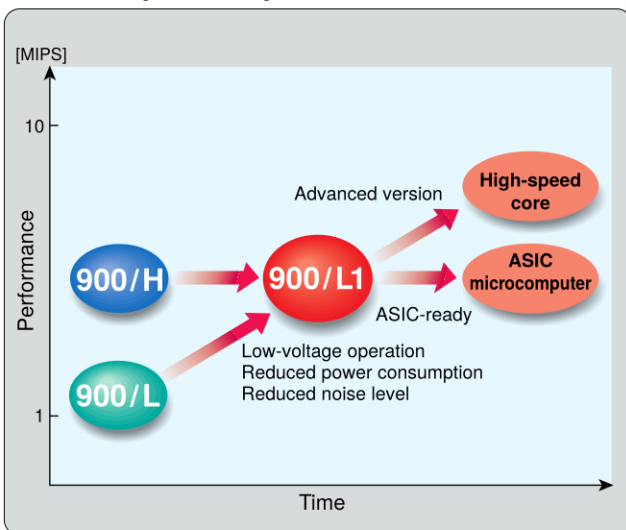 [MIPS]
10
Performance
1
Advanced version
High-speed
core
900/H
900/L1
ASIC
microcomputer
ASIC-ready
900/L
Low-voltage operation
Reduced power consumption
Reduced noise level
Time